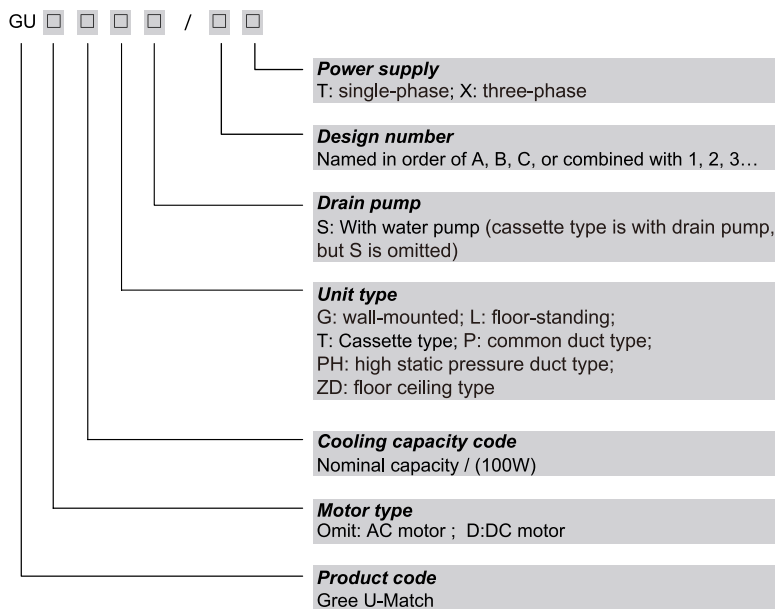 GU □ □ □ □ / □ □
Power supply
T: single-phase; X: three-phase
Design number
Named in order of A, B, C, or combined with 1, 2, 3…
Drain pump
S: With water pump (cassette type is with drain pump,
but S is omitted)
Unit type
G: wall-mounted; L: floor-standing;
T: Cassette type; P: common duct type;
PH: high static pressure duct type;
ZD: floor ceiling type
Cooling capacity code
Nominal capacity / (100W)
Motor type
Omit: AC motor ; D:DC motor
Product code
Gree U-Match